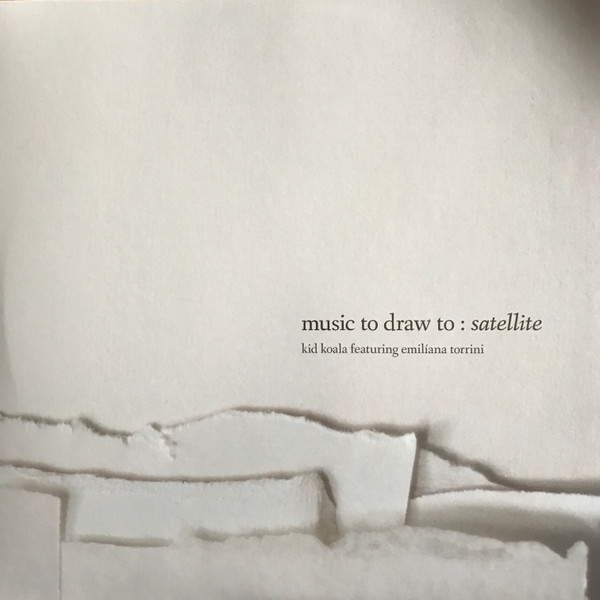 music to draw to : satellite
kid koala featuring emilíana torrini